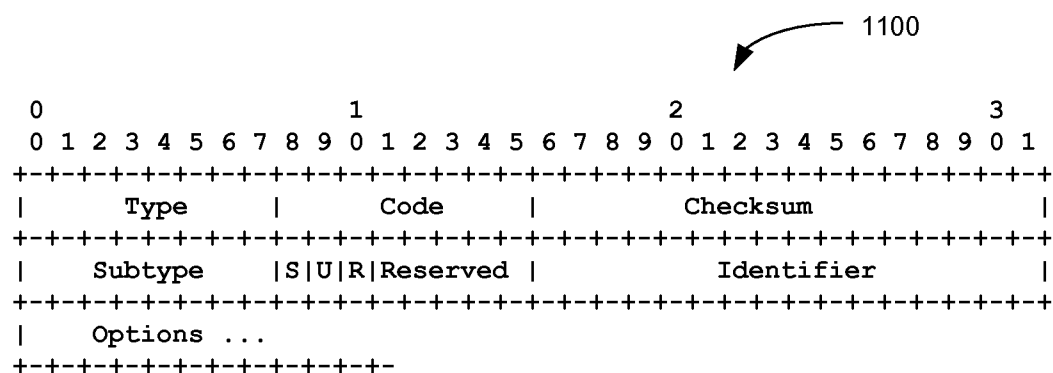 1100
0 1 2 3
0 1 2 3 4 5 6 7 8 9 0 1 2 3 4 5 6 7 8 9 0 1 2 3 4 5 6 7 8 9 0 1
+-+-+-+-+-+-+-+-+-+-+-+-+-+-+-+-+-+-+-+-+-+-+-+-+-+-+-+-+-+-+-+-+
| Type | Code | Checksum |
+-+-+-+-+-+-+-+-+-+-+-+-+-+-+-+-+-+-+-+-+-+-+-+-+-+-+-+-+-+-+-+-+
| Subtype |S|U|R|Reserved | Identifier |
+-+-+-+-+-+-+-+-+-+-+-+-+-+-+-+-+-+-+-+-+-+-+-+-+-+-+-+-+-+-+-+-+
| Options ...
+-+-+-+-+-+-+-+-+-+-+-+-